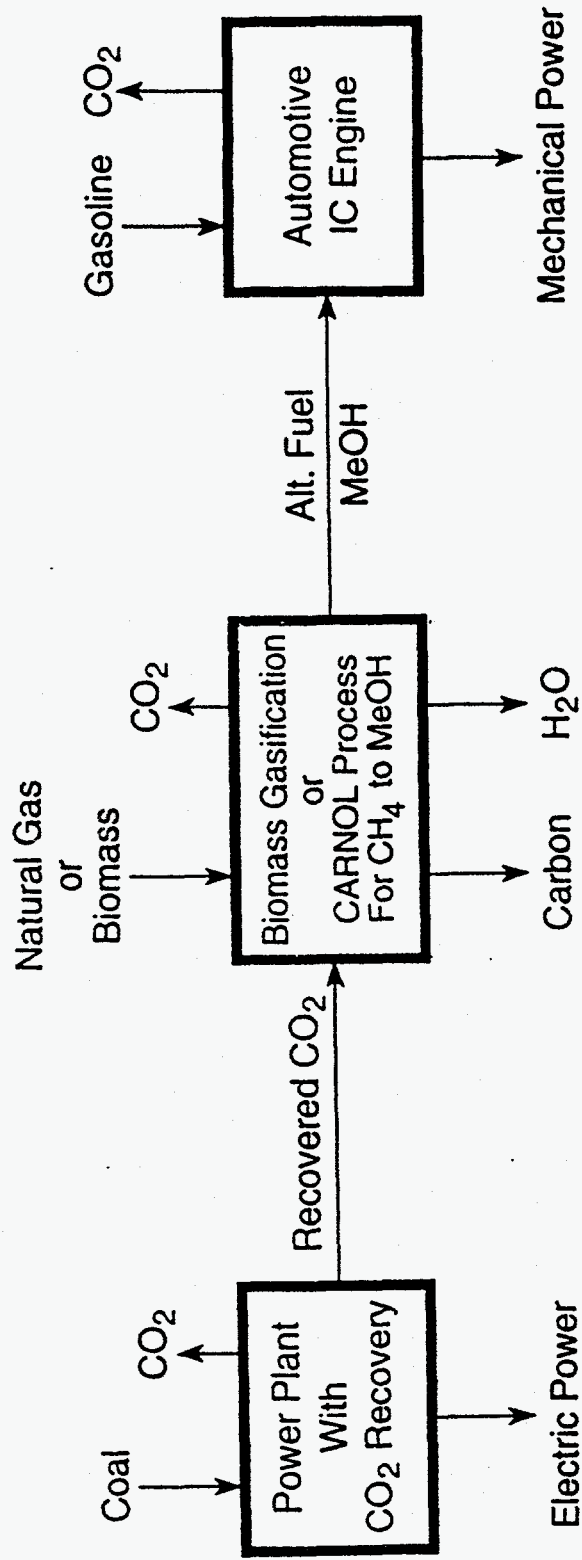 Coal
CO₂
Power Plant
With
CO₂ Recovery
Electric Power
Recovered CO₂
Natural Gas
or
Biomass
CO₂
Biomass Gasification
or
CARNOL Process
For CH₄ to MeOH
Carbon
H₂O
Alt. Fuel
MeOH
Gasoline
CO₂
Automotive
IC Engine
Mechanical Power